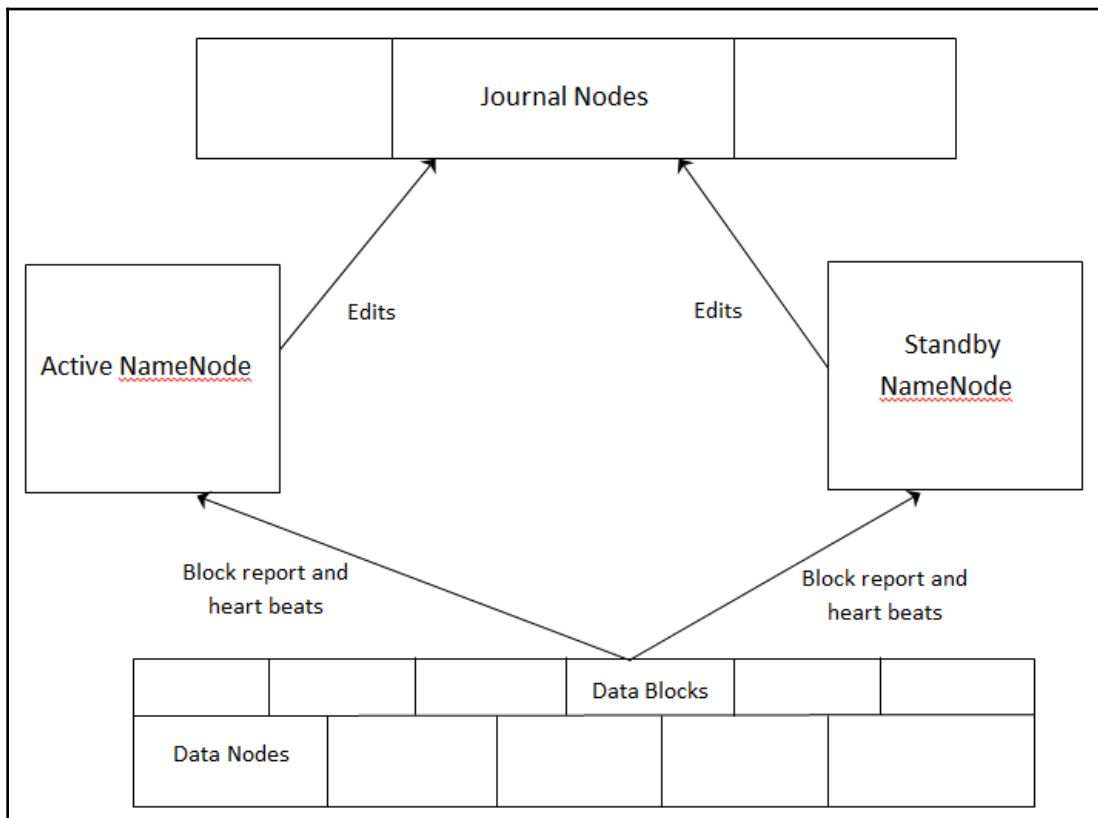 Journal Nodes
Edits
Edits
Active NameNode
Standby
NameNode
Block report and
heart beats
Block report and
heart beats
Data Blocks
Data Nodes